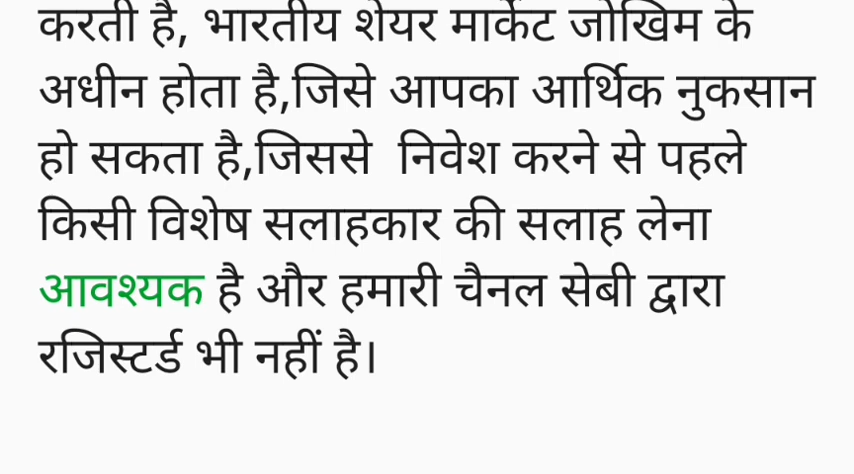 करती है, भारतीय शेयर मार्केट जोखिम के
अधीन होता है,जिसे आपका आर्थिक नुकसान
हो सकता है,जिससे  निवेश करने से पहले
किसी विशेष सलाहकार की सलाह लेना
आवश्यक है और हमारी चैनल सेबी द्वारा
रजिस्टर्ड भी नहीं है।